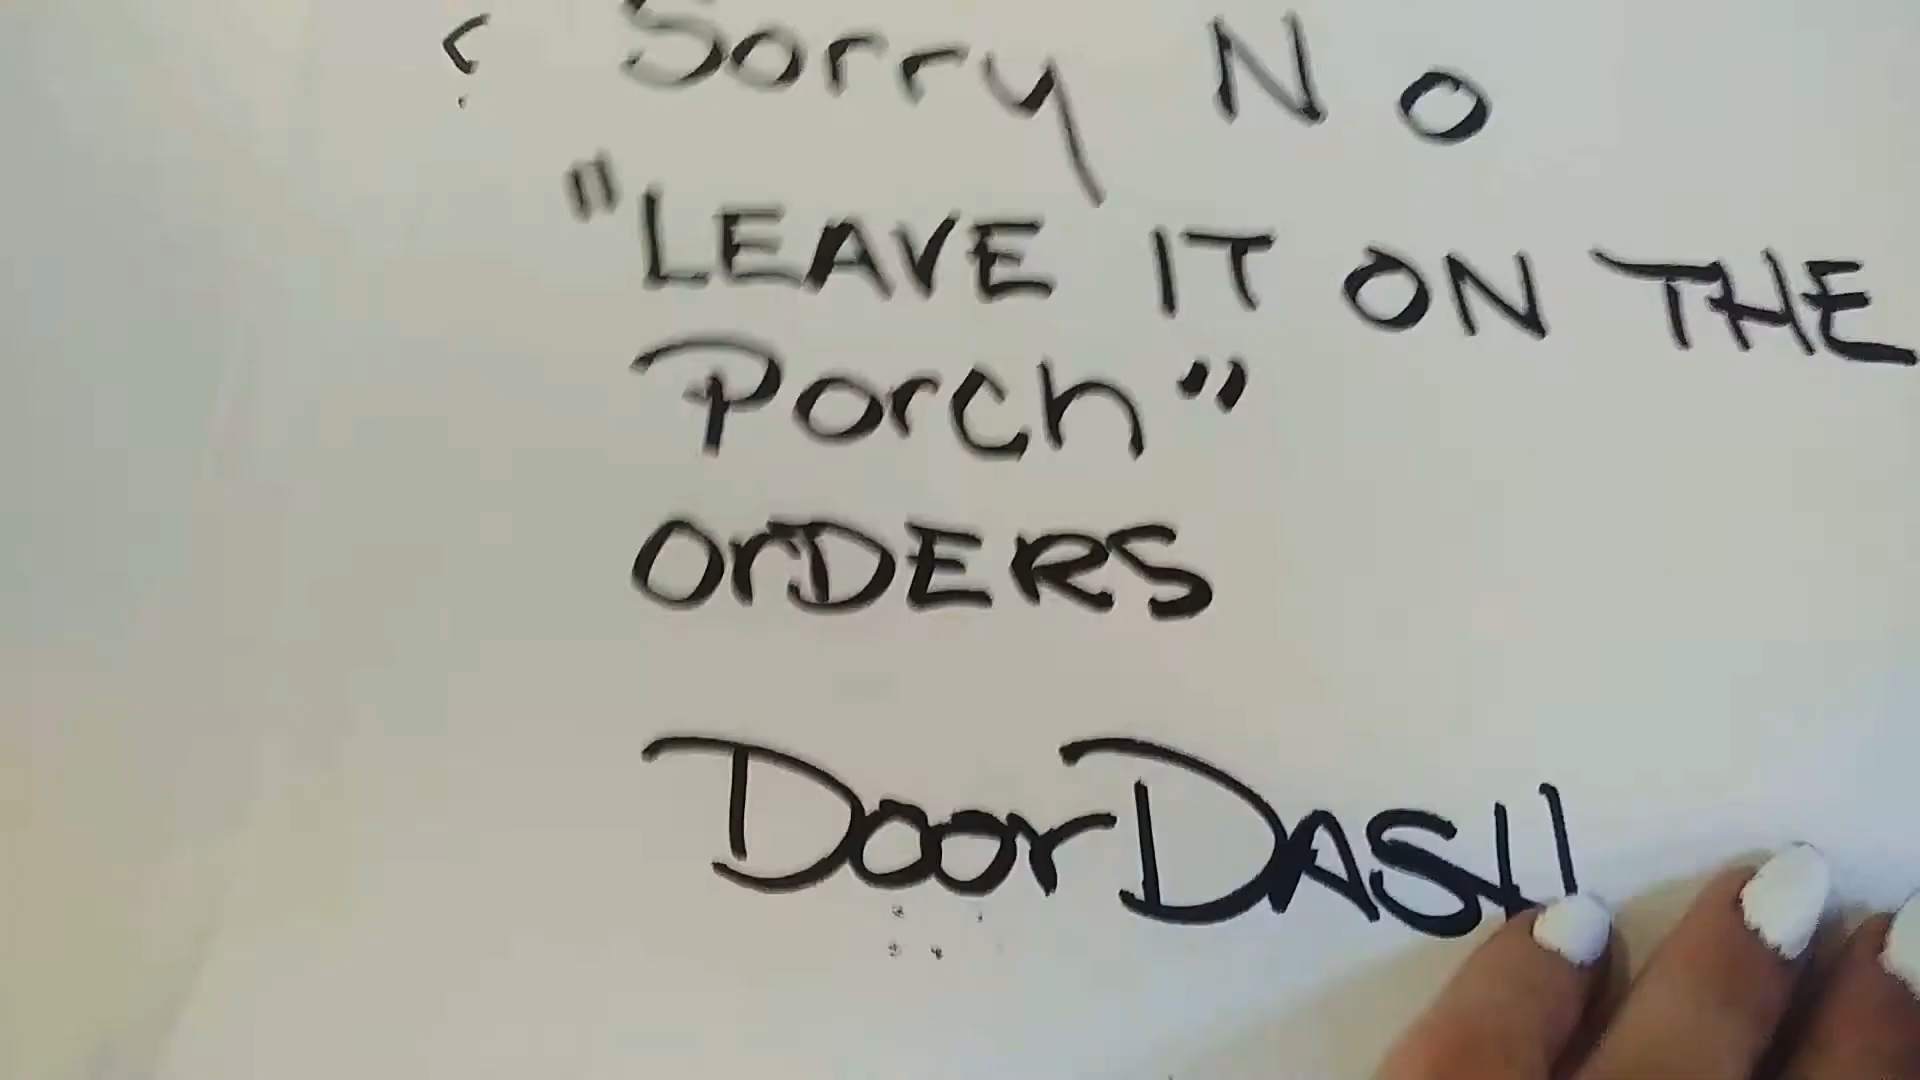 Sorry No
"LEAVE IT ON THE
Porch"
OrDERS
DoorDASH